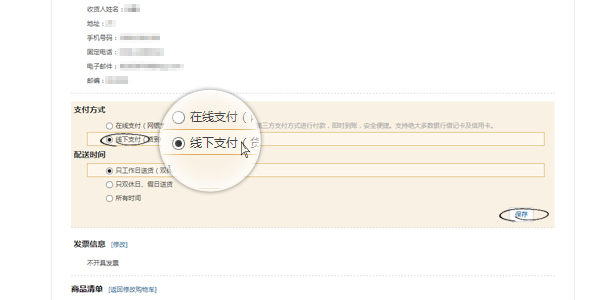 收货人姓名：
地址：
手机号码：
固定电话：
电子邮件：
邮编：
支付方式
在线支付（网银 第三方支付方式进行付款，即时到账，安全便捷。支持绝大多数银行借记卡及信用卡。
在线支付（
线下支付（货到
线下支付（货
配送时间
只工作日送货（双休
只双休日、假日送货
所有时间
保存
发票信息 [修改]
不开具发票
商品清单 [返回修改购物车]